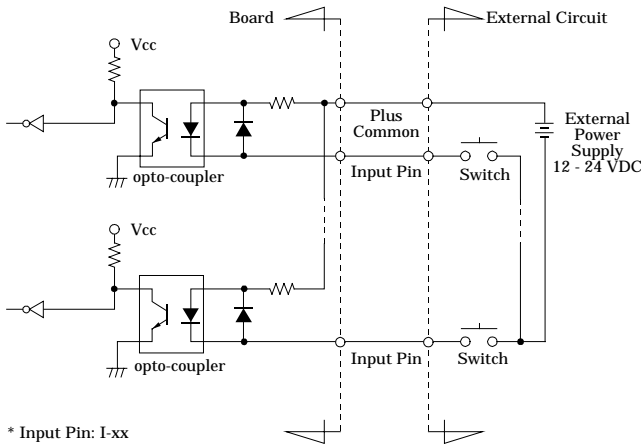 Board
External Circuit
Vcc
Plus
Common
External
Power
Supply
12 - 24 VDC
Input Pin
Switch
opto-coupler
Vcc
Input Pin
Switch
opto-coupler
* Input Pin: I-xx